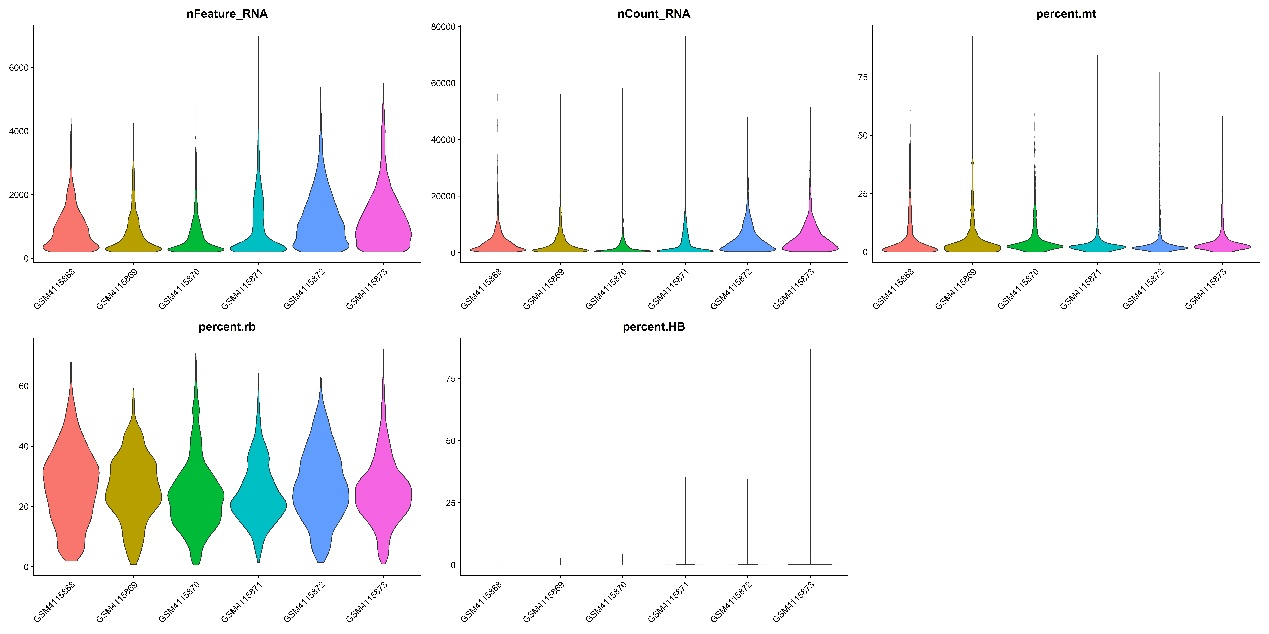 nFeature_RNA
6000
4000
2000
0
GSM4115868
GSM4115869
GSM4115870
GSM4115871
GSM4115872
GSM4115873
nCount_RNA
80000
60000
40000
20000
0
GSM4115868
GSM4115869
GSM4115870
GSM4115871
GSM4115872
GSM4115873
percent.mt
75
50
25
0
GSM4115868
GSM4115869
GSM4115870
GSM4115871
GSM4115872
GSM4115873
percent.rb
60
40
20
0
GSM4115868
GSM4115869
GSM4115870
GSM4115871
GSM4115872
GSM4115873
percent.HB
75
50
25
0
GSM4115868
GSM4115869
GSM4115870
GSM4115871
GSM4115872
GSM4115873